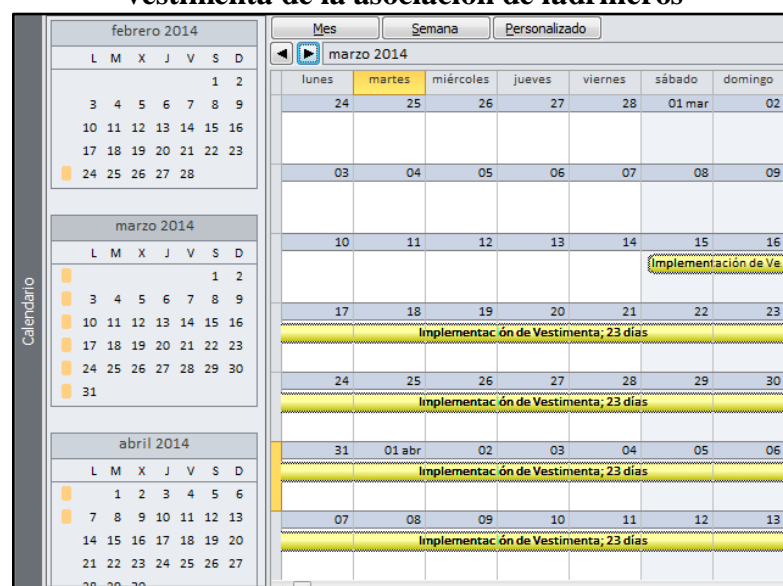 vestimenta de la asociación de ladrilleros
Calendario
febrero 2014
L M X J V S D
1 2
3 4 5 6 7 8 9
10 11 12 13 14 15 16
17 18 19 20 21 22 23
24 25 26 27 28
marzo 2014
L M X J V S D
1 2
3 4 5 6 7 8 9
10 11 12 13 14 15 16
17 18 19 20 21 22 23
24 25 26 27 28 29 30
31
abril 2014
L M X J V S D
1 2 3 4 5 6
7 8 9 10 11 12 13
14 15 16 17 18 19 20
21 22 23 24 25 26 27
28 29 30
Mes Semana Personalizado
marzo 2014
lunes martes miércoles jueves viernes sábado domingo
24 25 26 27 28 01 mar 02
03 04 05 06 07 08 09
10 11 12 13 14 15 16
Implementación de Ve
17 18 19 20 21 22 23
Implementación de Vestimenta; 23 días
24 25 26 27 28 29 30
Implementación de Vestimenta; 23 días
31 01 abr 02 03 04 05 06
Implementación de Vestimenta; 23 días
07 08 09 10 11 12 13
Implementación de Vestimenta; 23 días